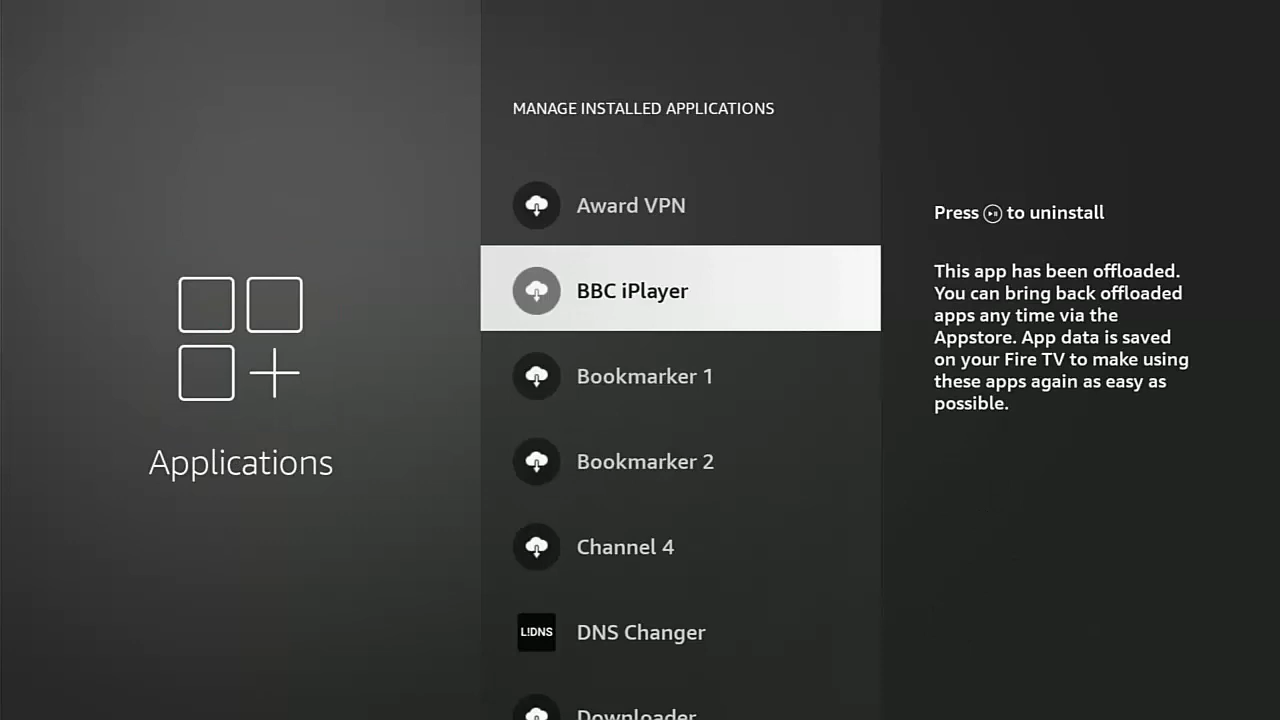 MANAGE INSTALLED APPLICATIONS
Award VPN
BBC iPlayer
Bookmarker 1
Bookmarker 2
Channel 4
L!DNS
DNS Changer
Downloader
Applications
Press to uninstall
This app has been offloaded.
You can bring back offloaded
apps any time via the
Appstore. App data is saved
on your Fire TV to make using
these apps again as easy as
possible.